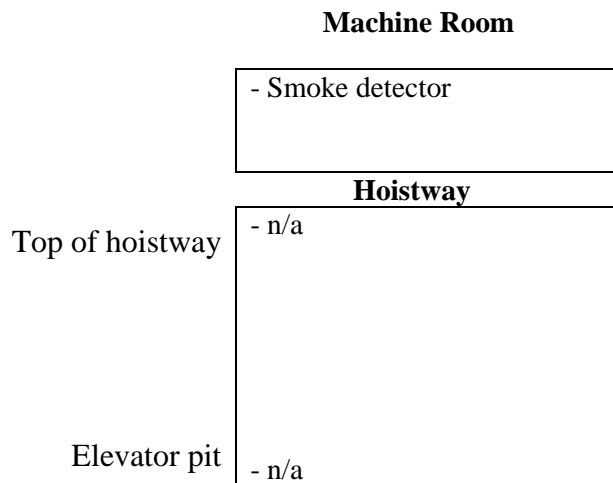 Machine Room
- Smoke detector
Hoistway
Top of hoistway
- n/a
Elevator pit
- n/a